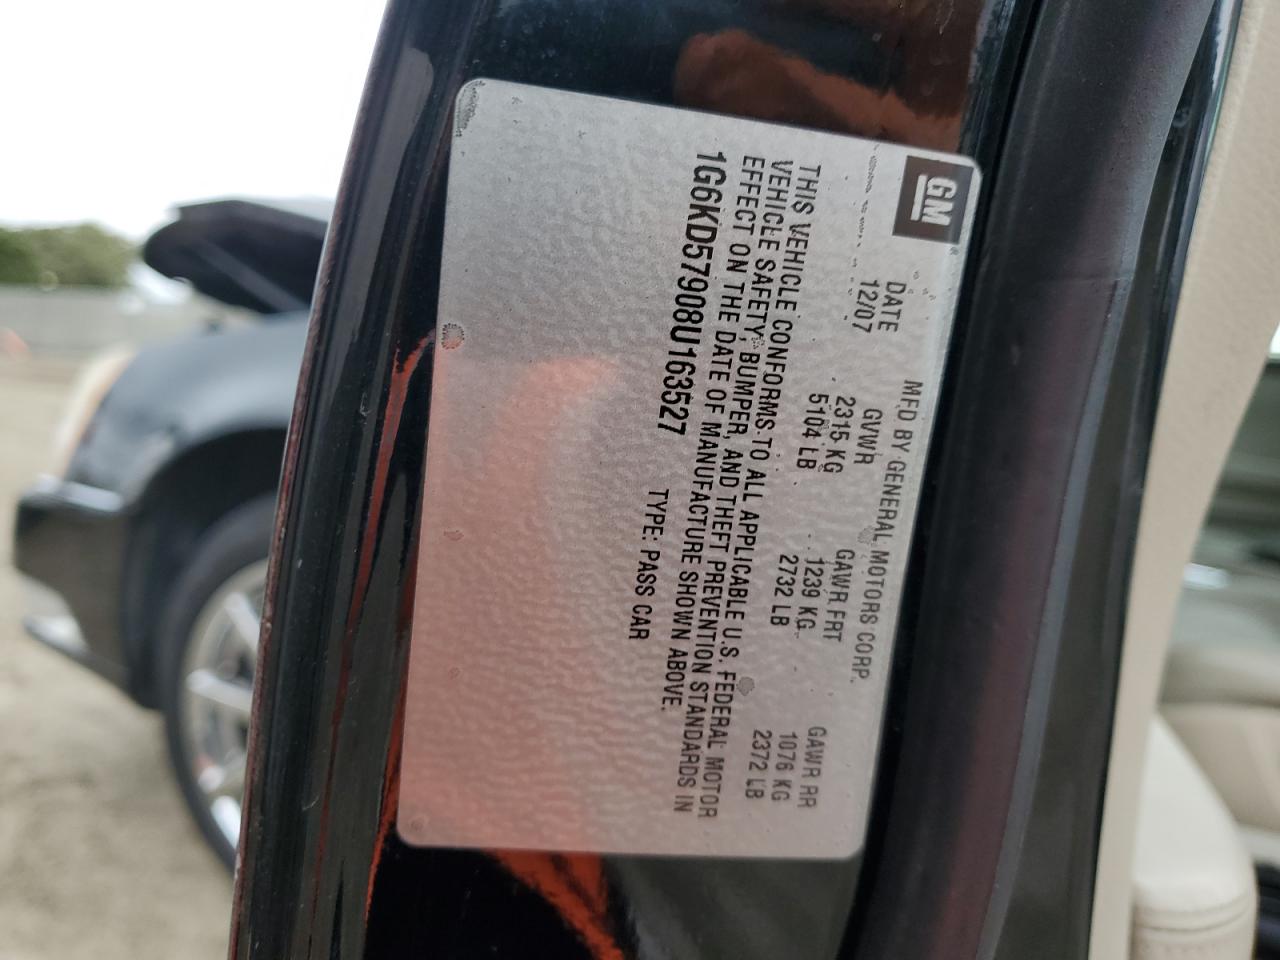 GM
MFD BY GENERAL MOTORS CORP.
DATE GVWR GAWR FRT GAWR RR
12/07 2315 KG 1239 KG 1076 KG
5104 LB 2732 LB 2372 LB
THIS VEHICLE CONFORMS TO ALL APPLICABLE U.S. FEDERAL MOTOR
VEHICLE SAFETY, BUMPER, AND THEFT PREVENTION STANDARDS IN
EFFECT ON THE DATE OF MANUFACTURE SHOWN ABOVE.
1G6KD57908U163527 TYPE: PASS CAR